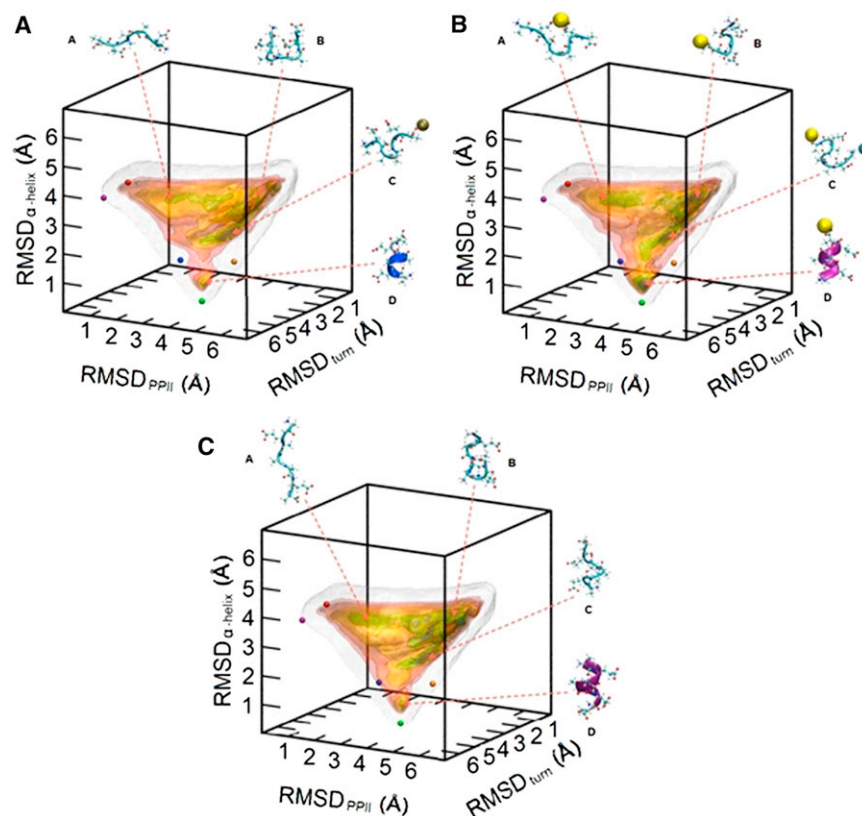 A
A
B
C
D
6
5
4
3
2
1
RMSDα-helix (Å)
1 2 3 4 5 6
RMSDPPII (Å)
6 5 4 3 2 1
RMSDturn (Å)
B
A
B
C
D
6
5
4
3
2
1
RMSDα-helix (Å)
1 2 3 4 5 6
RMSDPPII (Å)
6 5 4 3 2 1
RMSDturn (Å)
C
A
B
C
D
6
5
4
3
2
1
RMSDα-helix (Å)
1 2 3 4 5 6
RMSDPPII (Å)
6 5 4 3 2 1
RMSDturn (Å)